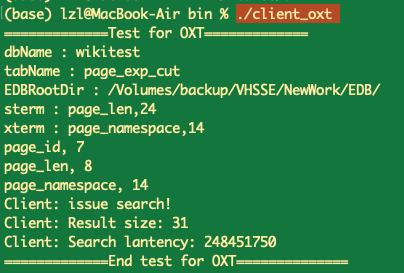 (base) lzl@MacBook-Air bin % ./client_oxt
=============Test for OXT=============
dbName : wikitest
tabName : page_exp_cut
EDBRootDir : /Volumes/backup/VHSSE/NewWork/EDB/
sterm : page_len,24
xterm : page_namespace,14
page_id, 7
page_len, 8
page_namespace, 14
Client: issue search!
Client: Result size: 31
Client: Search lantency: 248451750
=============End test for OXT==============